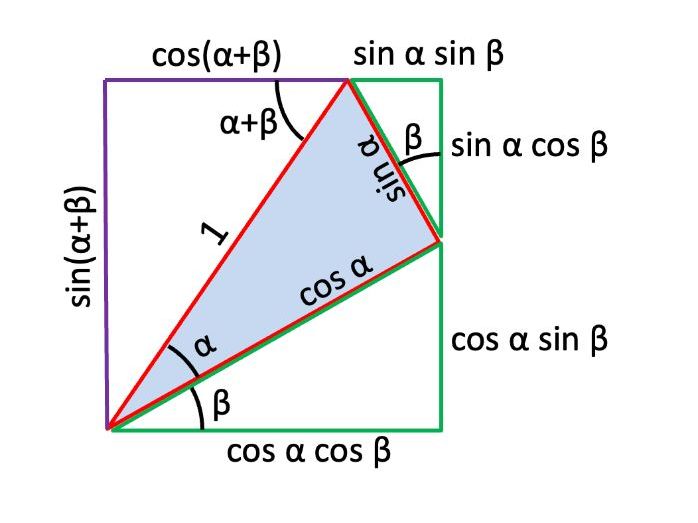 cos(α+β)
sin α sin β
α+β
β
sin α cos β
sin α
sin(α+β)
1
cos α
α
cos α sin β
β
cos α cos β